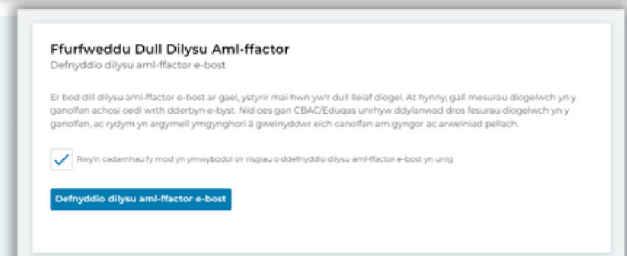 Ffurfweddu Dull Dilysu Aml-ffactor
Defnyddio dilysu aml-ffactor e-bost
Er bod dill dilysu aml-ffactor e-bost ar gael, ystyrir mai hwn yw'r dull lleiaf diogel. At hynny, gall mesurau diogelwch yn y
ganolfan achosi oedi wrth dderbyn e-byst. Nid oes gan CBAC/Eduqas unrhyw ddylanwad dros fesurau diogelwch yn y
ganolfan, ac rydym yn argymell ymgynghori â gweinyddwr eich canolfan am gyngor ac arweiniad pellach.
Rwy'n cadarnhau fy mod yn ymwybodol o'r risgiau o ddefnyddio dilysu aml-ffactor e-bost yn unig
Defnyddio dilysu aml-ffactor e-bost